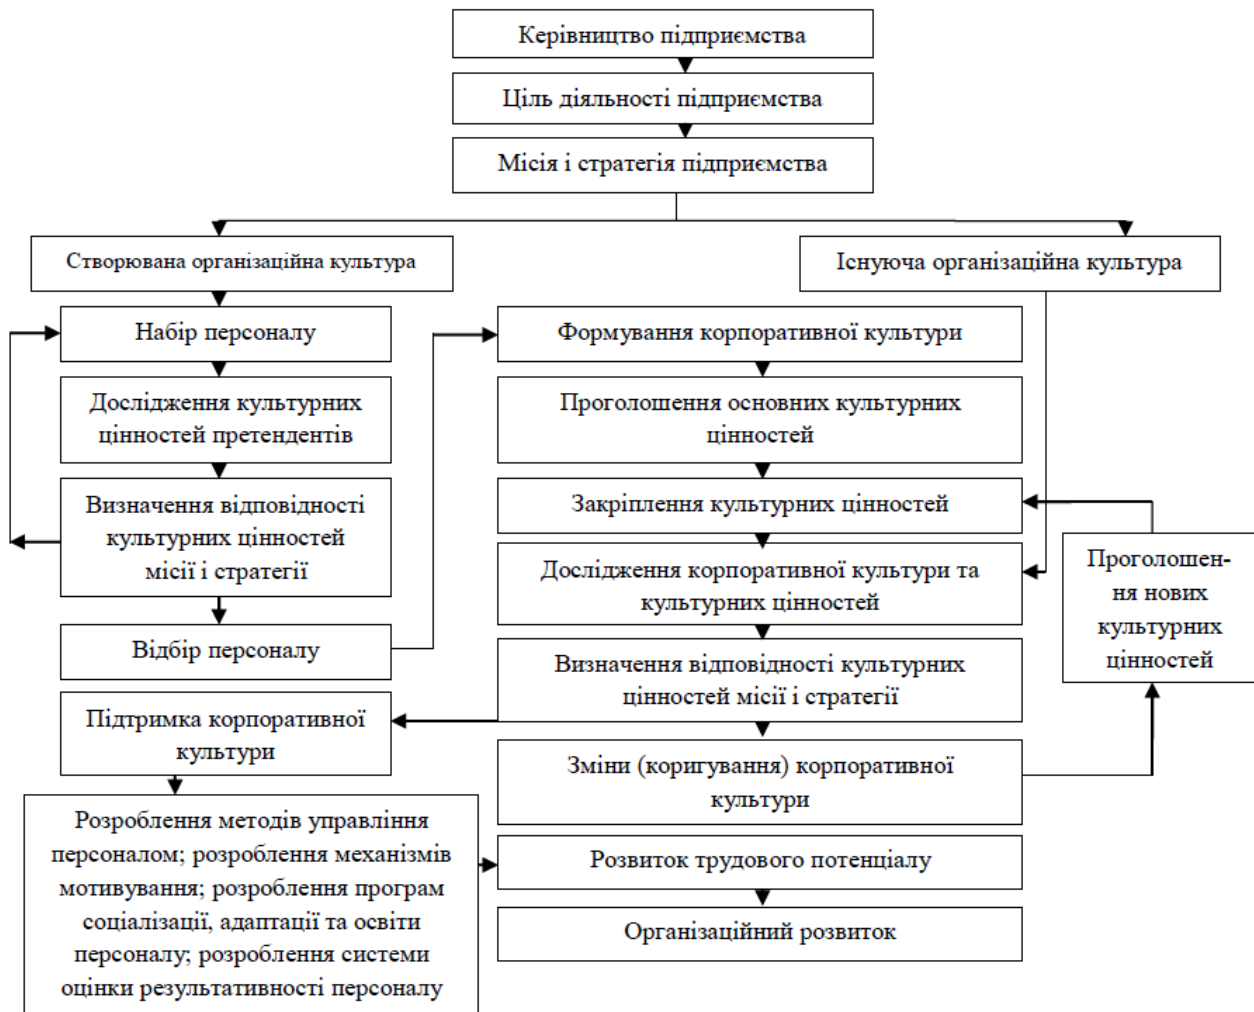 Керівництво підприємства
Ціль діяльності підприємства
Місія і стратегія підприємства
Створювана організаційна культура
Існуюча організаційна культура
Набір персоналу
Дослідження культурних
цінностей претендентів
Визначення відповідності
культурних цінностей
місії і стратегії
Відбір персоналу
Підтримка корпоративної
культури
Розроблення методів управління
персоналом; розроблення механізмів
мотивування; розроблення програм
соціалізації, адаптації та освіти
персоналу; розроблення системи
оцінки результативності персоналу
Формування корпоративної культури
Проголошення основних культурних
цінностей
Закріплення культурних цінностей
Дослідження корпоративної культури та
культурних цінностей
Визначення відповідності культурних
цінностей місії і стратегії
Зміни (коригування) корпоративної
культури
Розвиток трудового потенціалу
Організаційний розвиток
Проголошен-
ня нових
культурних
цінностей